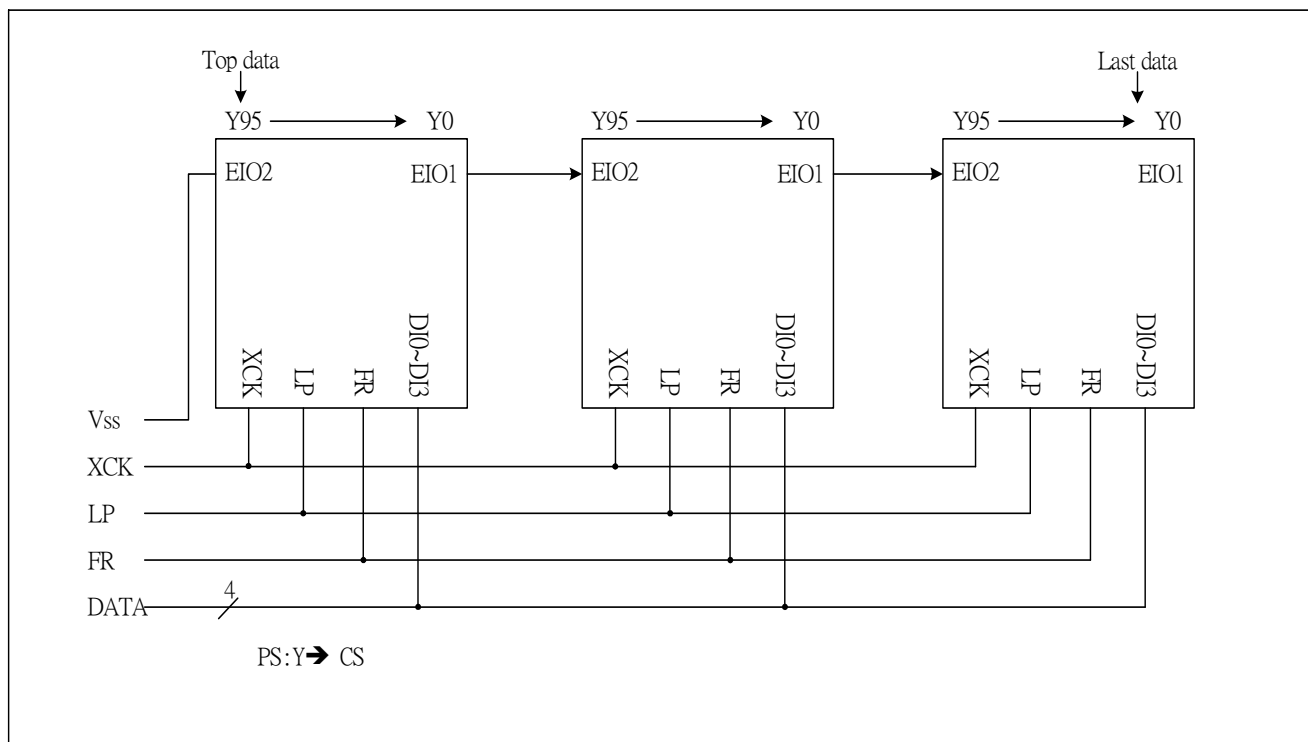 Top data
Last data
Y95 Y0
Y95 Y0
Y95 Y0
EIO2 EIO1
EIO2 EIO1
EIO2 EIO1
XCK LP FR DI0~DI3
XCK LP FR DI0~DI3
XCK LP FR DI0~DI3
Vss
XCK
LP
FR
DATA 4
PS:Y➔ CS